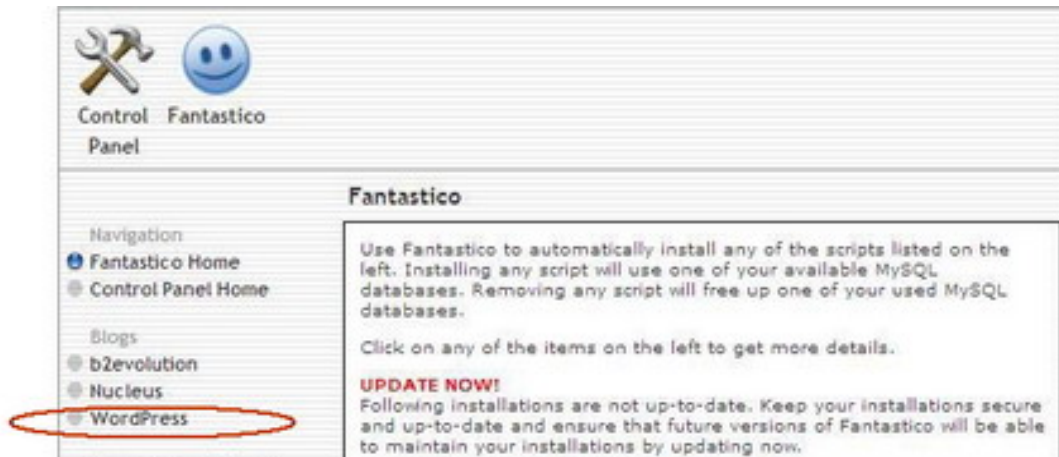 Control Fantastico
Panel
Fantastico
Navigation
Fantastico Home
Control Panel Home
Blogs
b2evolution
Nucleus
WordPress
Use Fantastico to automatically install any of the scripts listed on the
left. Installing any script will use one of your available MySQL
databases. Removing any script will free up one of your used MySQL
databases.
Click on any of the items on the left to get more details.
UPDATE NOW!
Following installations are not up-to-date. Keep your installations secure
and up-to-date and ensure that future versions of Fantastico will be able
to maintain your installations by updating now.